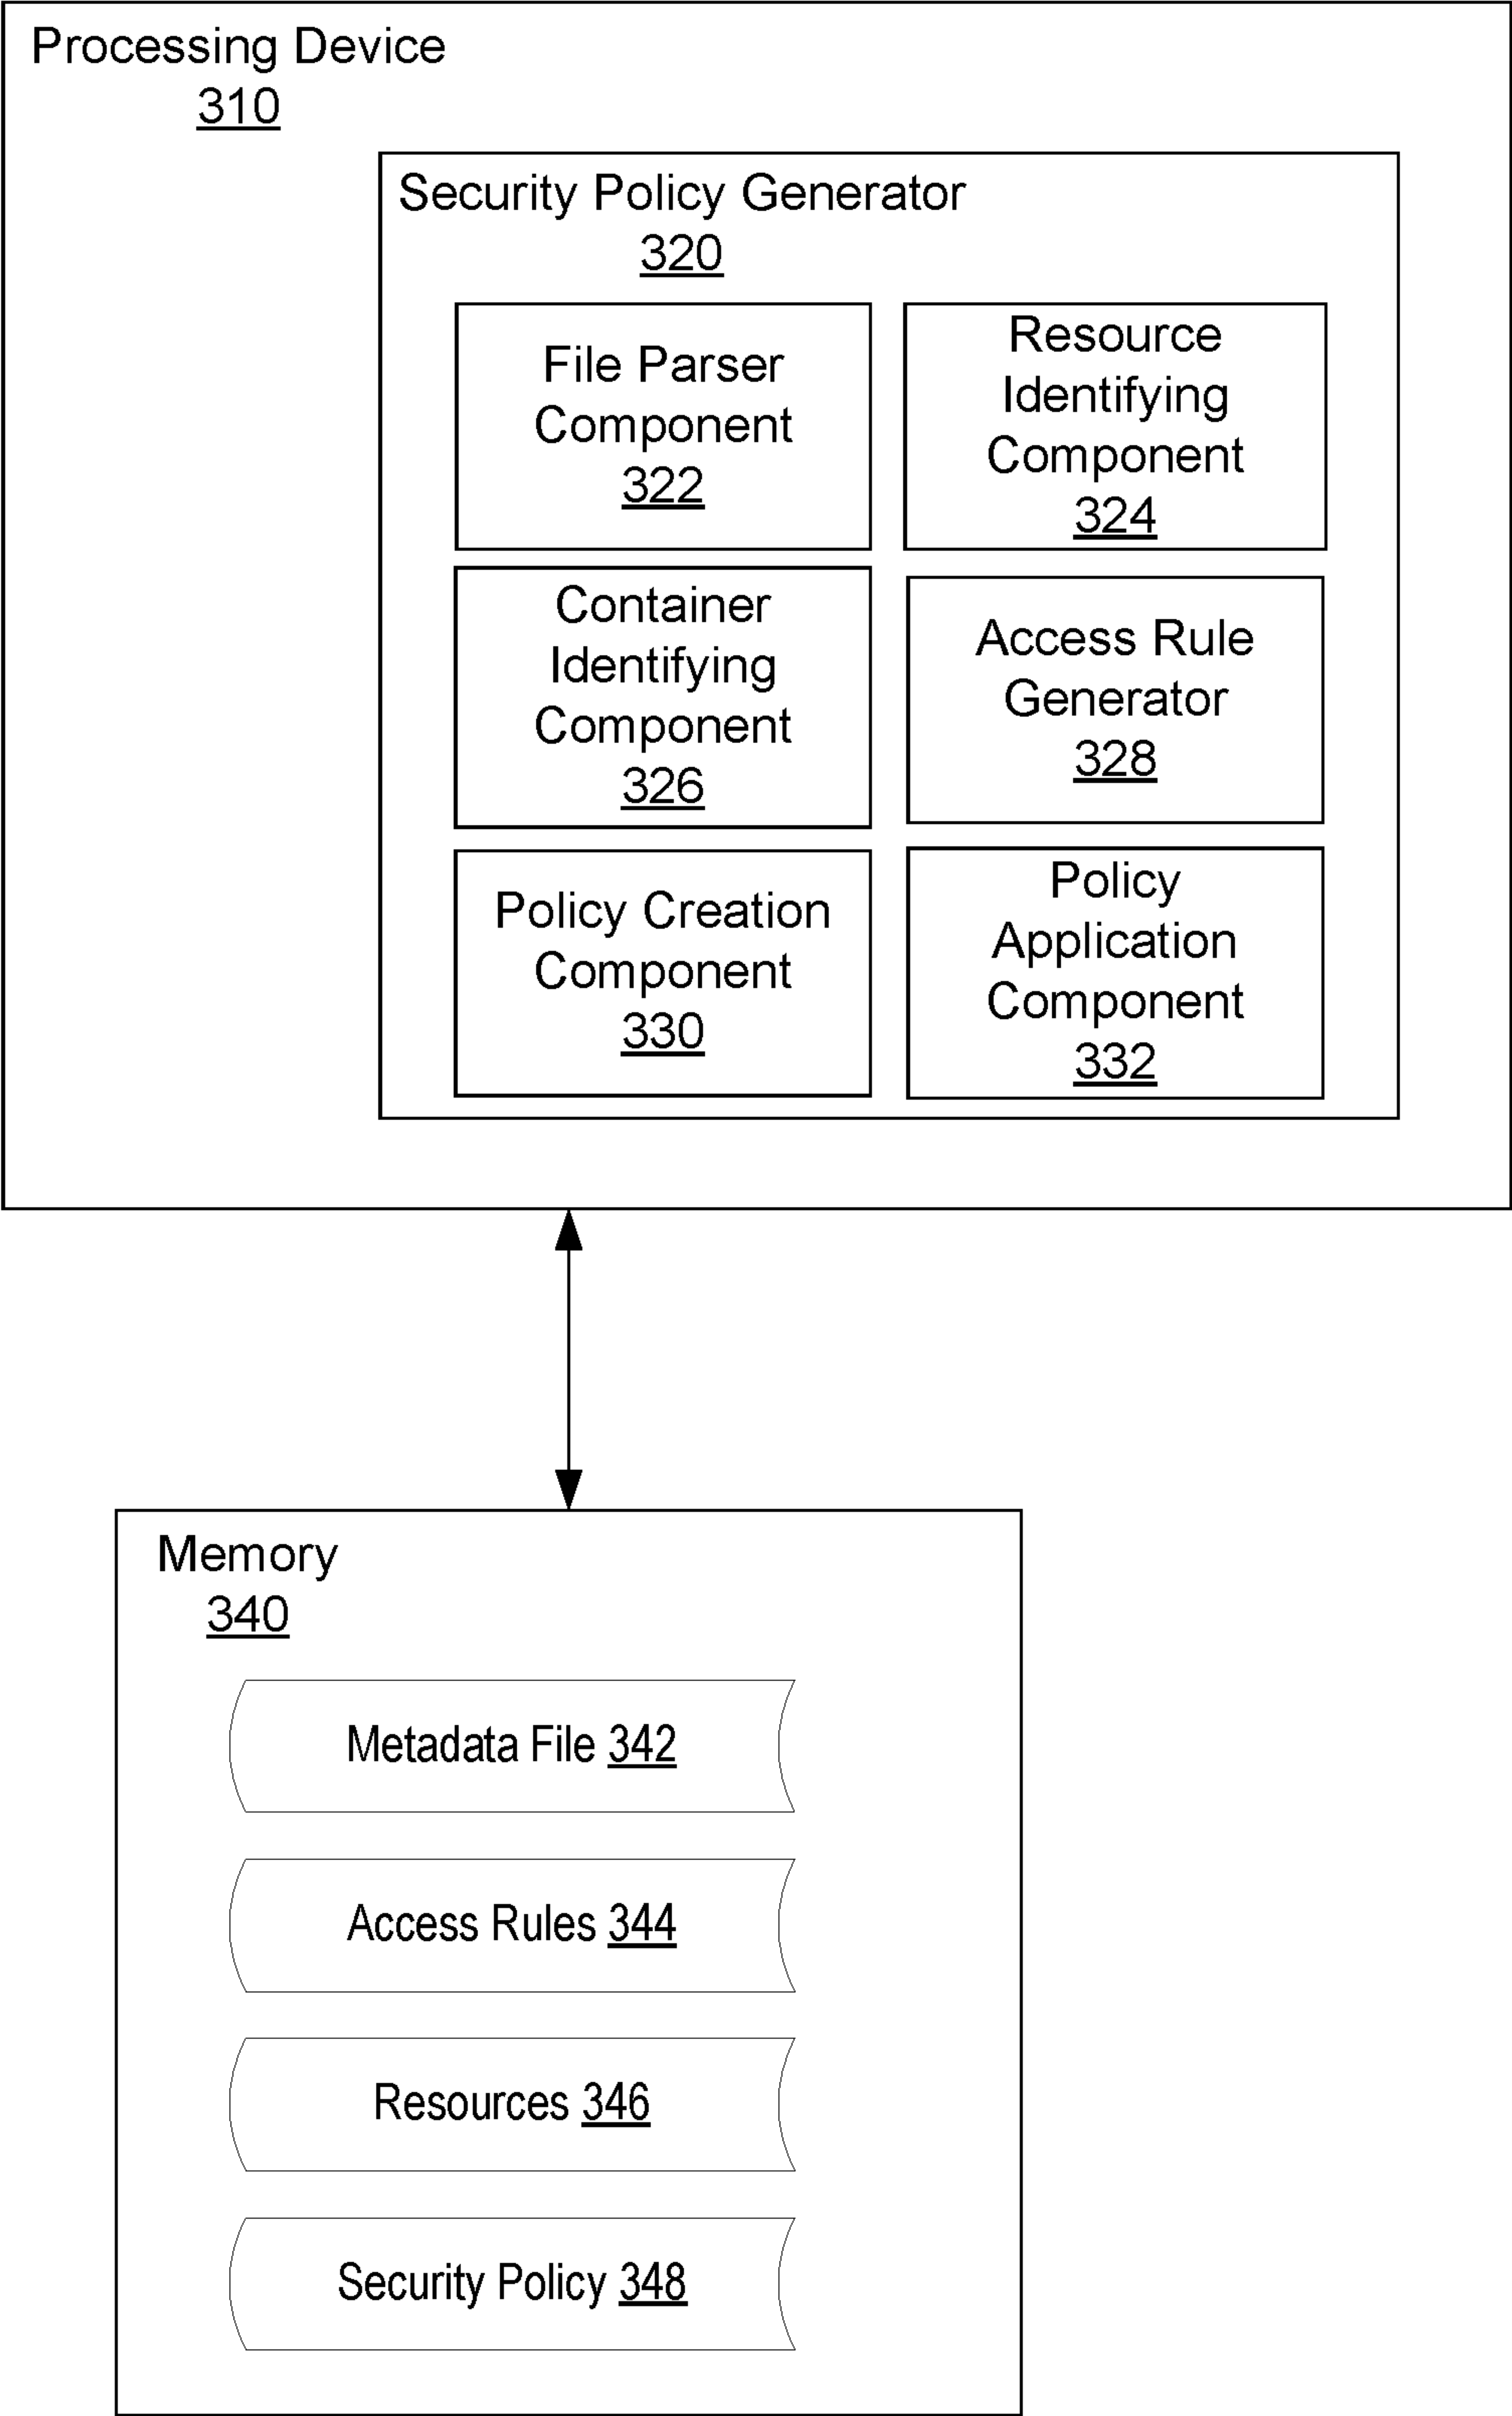 Processing Device
310
Security Policy Generator
320
File Parser
Component
322
Resource
Identifying
Component
324
Container
Identifying
Component
326
Access Rule
Generator
328
Policy Creation
Component
330
Policy
Application
Component
332
Memory
340
Metadata File 342
Access Rules 344
Resources 346
Security Policy 348